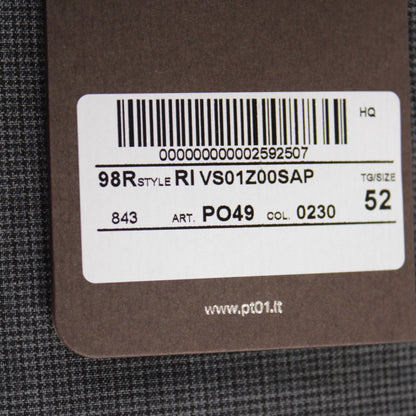 HQ
000000000002592507
98R STYLE RI VS01Z00SAP TG/SIZE
843 ART. PO49 COL. 0230 52
www.pt01.it